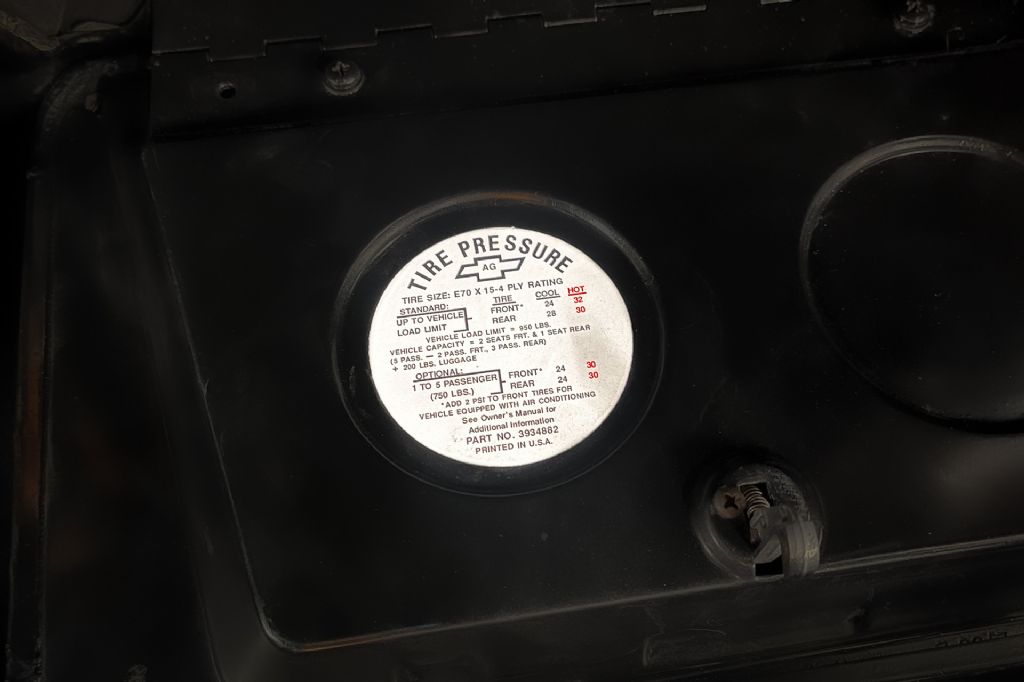 TIRE PRESSURE
AG
TIRE SIZE: E70 X 15-4 PLY RATING
STANDARD: TIRE COOL HOT
UP TO VEHICLE FRONT* 24 32
LOAD LIMIT REAR 28 30
VEHICLE LOAD LIMIT = 950 LBS.
VEHICLE CAPACITY = 2 SEATS FRT. & 1 SEAT REAR
(5 PASS. — 2 PASS. FRT., 3 PASS. REAR)
+ 200 LBS. LUGGAGE
OPTIONAL:
1 TO 5 PASSENGER FRONT* 24 30
(750 LBS.) REAR 24 30
*ADD 2 PSI TO FRONT TIRES FOR
VEHICLE EQUIPPED WITH AIR CONDITIONING
See Owner's Manual for
Additional Information
PART NO. 3934882
PRINTED IN U.S.A.